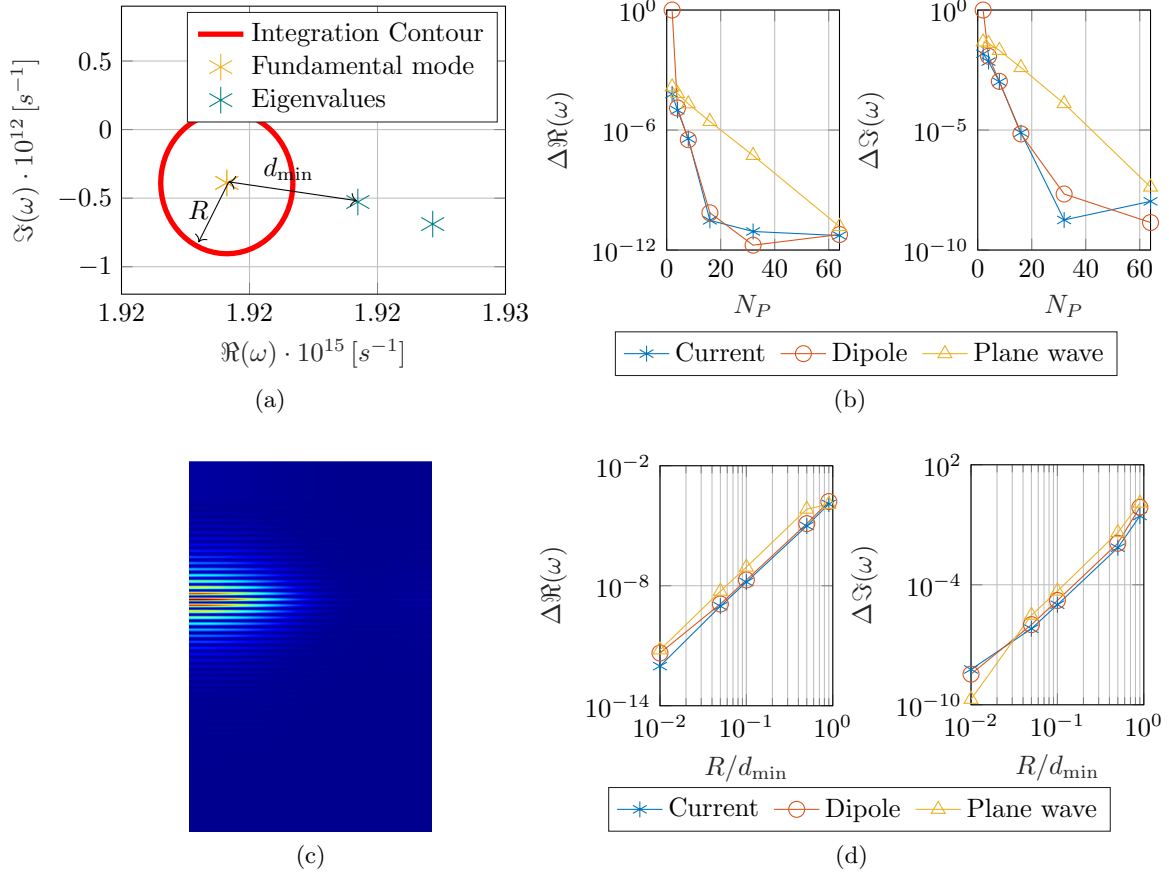 0.5
0
−0.5
−1
1.92
1.92
1.92
1.93
ℑ(ω) · 10^12 [s^−1]
ℜ(ω) · 10^15 [s^−1]
Integration Contour
Fundamental mode
Eigenvalues
d_min
R
(a)
10^0
10^−6
10^−12
0 20 40 60
Δℜ(ω)
N_P
10^0
10^−5
10^−10
0 20 40 60
Δℑ(ω)
N_P
Current Dipole Plane wave
(b)
(c)
10^−2
10^−8
10^−14
10^−2 10^−1 10^0
Δℜ(ω)
R/d_min
10^2
10^−4
10^−10
10^−2 10^−1 10^0
Δℑ(ω)
R/d_min
Current Dipole Plane wave
(d)